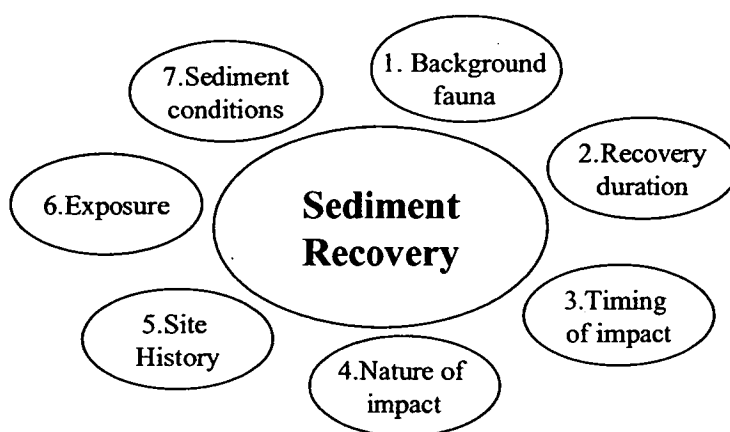 Sediment
Recovery
1. Background
fauna
2.Recovery
duration
3.Timing
of impact
4.Nature of
impact
5.Site
History
6.Exposure
7.Sediment
conditions